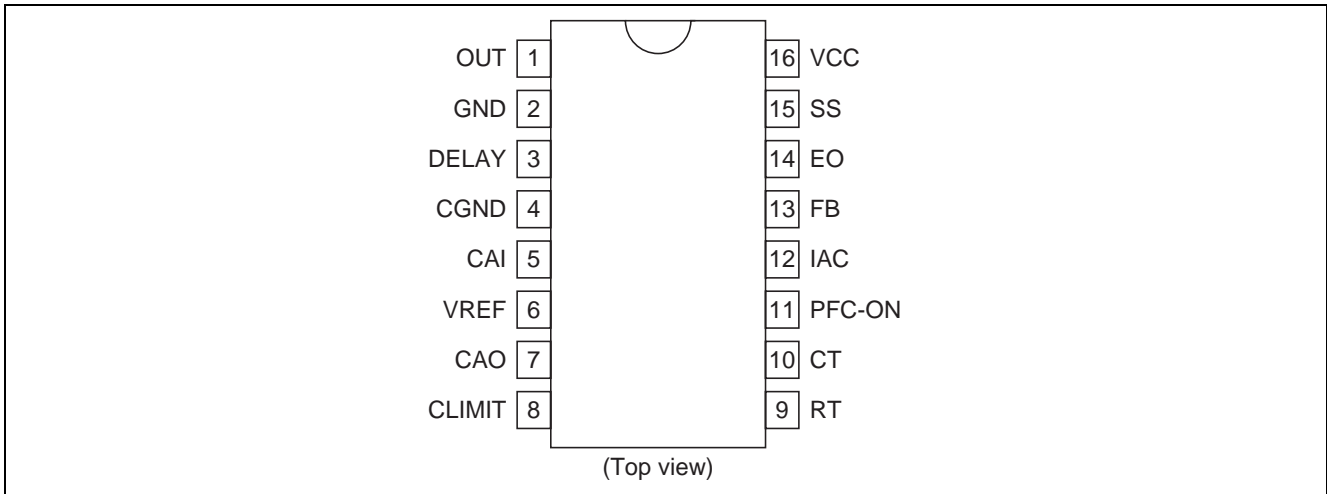 OUT 1 16 VCC
GND 2 15 SS
DELAY 3 14 EO
CGND 4 13 FB
CAI 5 12 IAC
VREF 6 11 PFC-ON
CAO 7 10 CT
CLIMIT 8 9 RT
(Top view)